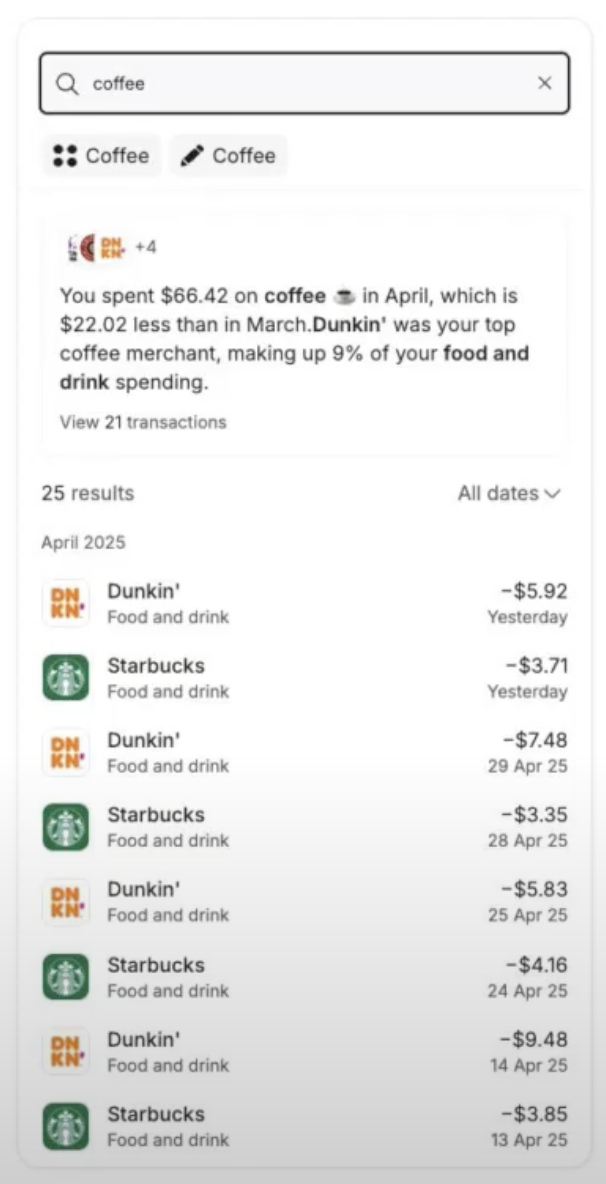 coffee
Coffee Coffee
DN KN' +4
You spent $66.42 on coffee ☕ in April, which is
$22.02 less than in March.Dunkin' was your top
coffee merchant, making up 9% of your food and
drink spending.
View 21 transactions
25 results All dates
April 2025
DN KN' Dunkin' −$5.92
Food and drink Yesterday
Starbucks −$3.71
Food and drink Yesterday
DN KN' Dunkin' −$7.48
Food and drink 29 Apr 25
Starbucks −$3.35
Food and drink 28 Apr 25
DN KN' Dunkin' −$5.83
Food and drink 25 Apr 25
Starbucks −$4.16
Food and drink 24 Apr 25
DN KN' Dunkin' −$9.48
Food and drink 14 Apr 25
Starbucks −$3.85
Food and drink 13 Apr 25